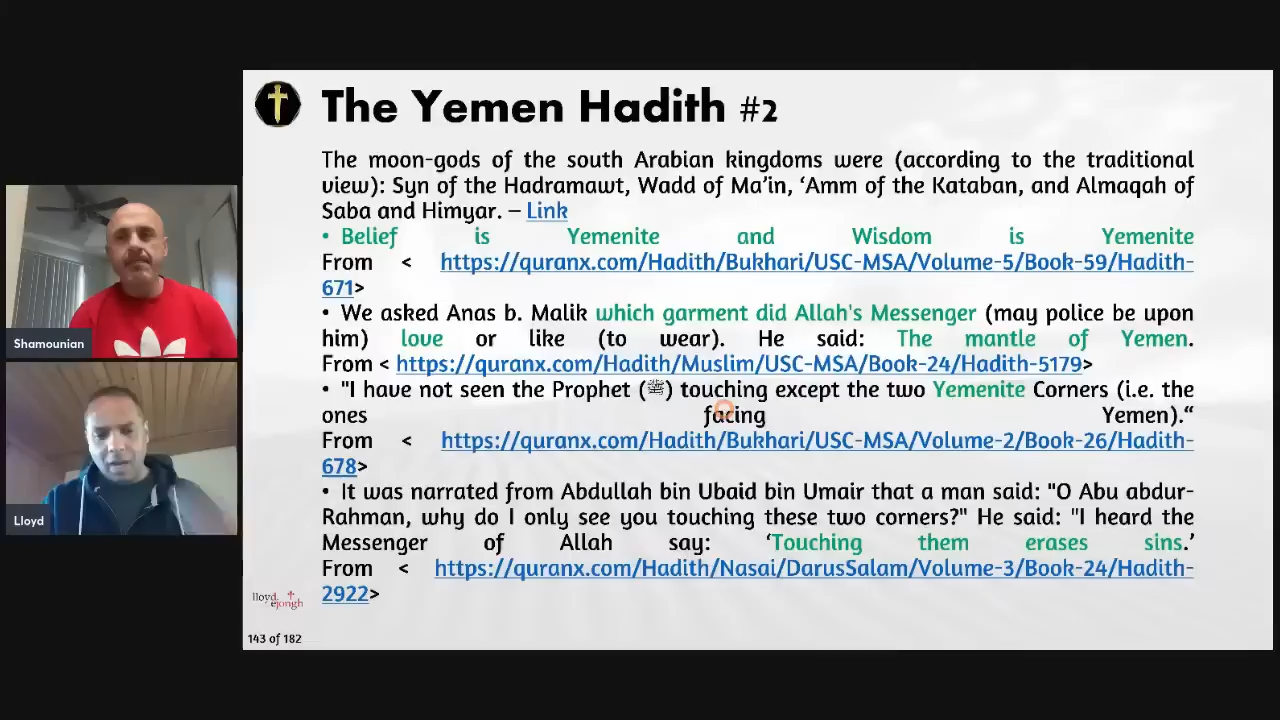 The Yemen Hadith #2
The moon-gods of the south Arabian kingdoms were (according to the traditional
view): Syn of the Hadramawt, Wadd of Ma’in, ‘Amm of the Kataban, and Almaqah of
Saba and Himyar. – Link
• Belief is Yemenite and Wisdom is Yemenite
From < https://quranx.com/Hadith/Bukhari/USC-MSA/Volume-5/Book-59/Hadith-
671>
• We asked Anas b. Malik which garment did Allah's Messenger (may police be upon
him) love or like (to wear). He said: The mantle of Yemen.
From < https://quranx.com/Hadith/Muslim/USC-MSA/Book-24/Hadith-5179>
• "I have not seen the Prophet (ﷺ) touching except the two Yemenite Corners (i.e. the
ones facing Yemen).“
From < https://quranx.com/Hadith/Bukhari/USC-MSA/Volume-2/Book-26/Hadith-
678>
• It was narrated from Abdullah bin Ubaid bin Umair that a man said: "O Abu abdur-
Rahman, why do I only see you touching these two corners?" He said: "I heard the
Messenger of Allah say: ‘Touching them erases sins.’
From < https://quranx.com/Hadith/Nasai/DarusSalam/Volume-3/Book-24/Hadith-
2922>
Shamounian
Lloyd
lloyd
ejongh
143 of 182